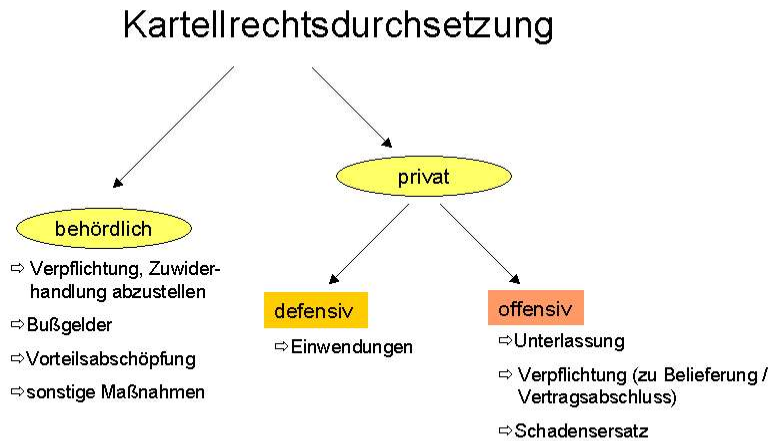 Kartellrechtsdurchsetzung
privat
behördlich
⇨ Verpflichtung, Zuwider-
handlung abzustellen
⇨Bußgelder
⇨Vorteilsabschöpfung
⇨sonstige Maßnahmen
defensiv
⇨Einwendungen
offensiv
⇨Unterlassung
⇨ Verpflichtung (zu Belieferung /
Vertragsabschluss)
⇨Schadensersatz